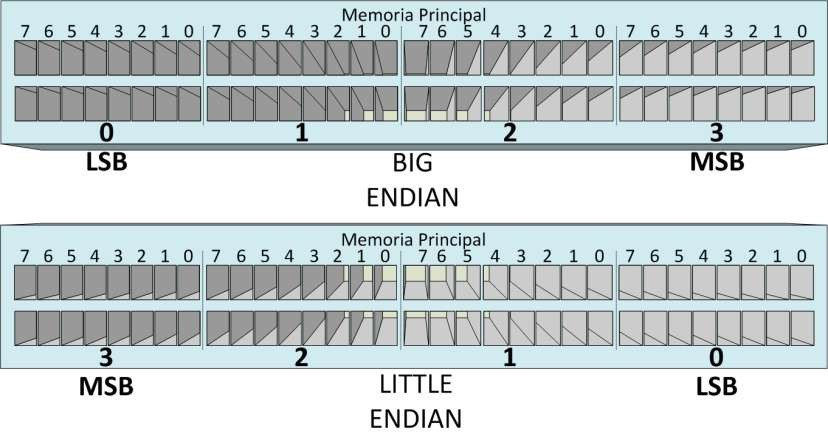 Memoria Principal
7 6 5 4 3 2 1 0 7 6 5 4 3 2 1 0 7 6 5 4 3 2 1 0 7 6 5 4 3 2 1 0
0 1 2 3
LSB BIG MSB
ENDIAN
Memoria Principal
7 6 5 4 3 2 1 0 7 6 5 4 3 2 1 0 7 6 5 4 3 2 1 0 7 6 5 4 3 2 1 0
3 2 1 0
MSB LITTLE LSB
ENDIAN